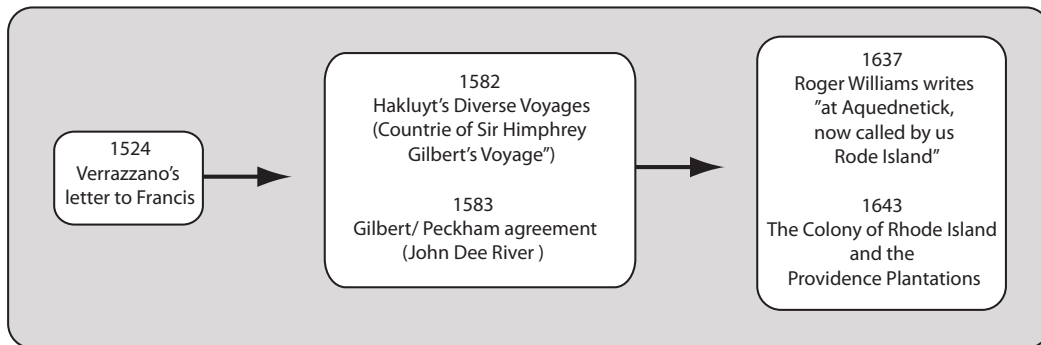 1524
Verrazzano's
letter to Francis
1582
Hakluyt's Diverse Voyages
(Countrie of Sir Himphrey
Gilbert's Voyage")
1583
Gilbert/ Peckham agreement
(John Dee River )
1637
Roger Williams writes
"at Aquednetick,
now called by us
Rode Island"
1643
The Colony of Rhode Island
and the
Providence Plantations